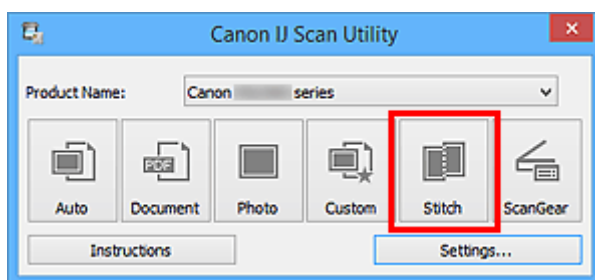 Canon IJ Scan Utility
Product Name: Canon series
PDF
Auto Document Photo Custom Stitch ScanGear
Instructions Settings...